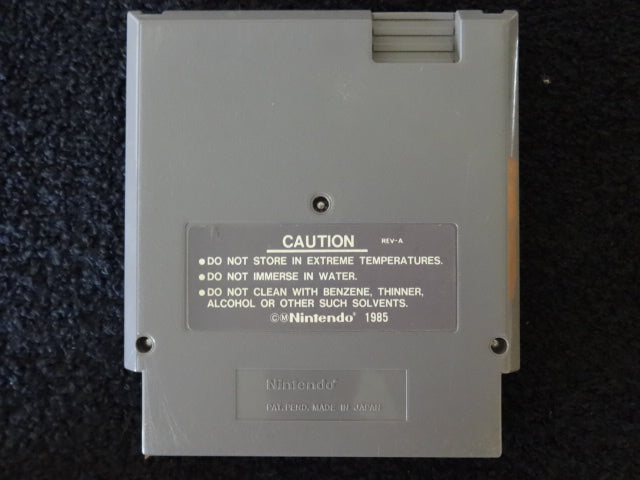 CAUTION REV-A
●DO NOT STORE IN EXTREME TEMPERATURES.
●DO NOT IMMERSE IN WATER.
●DO NOT CLEAN WITH BENZENE, THINNER,
ALCOHOL OR OTHER SUCH SOLVENTS.
©ⓂNintendo® 1985
Nintendo®
PAT. PEND. MADE IN JAPAN